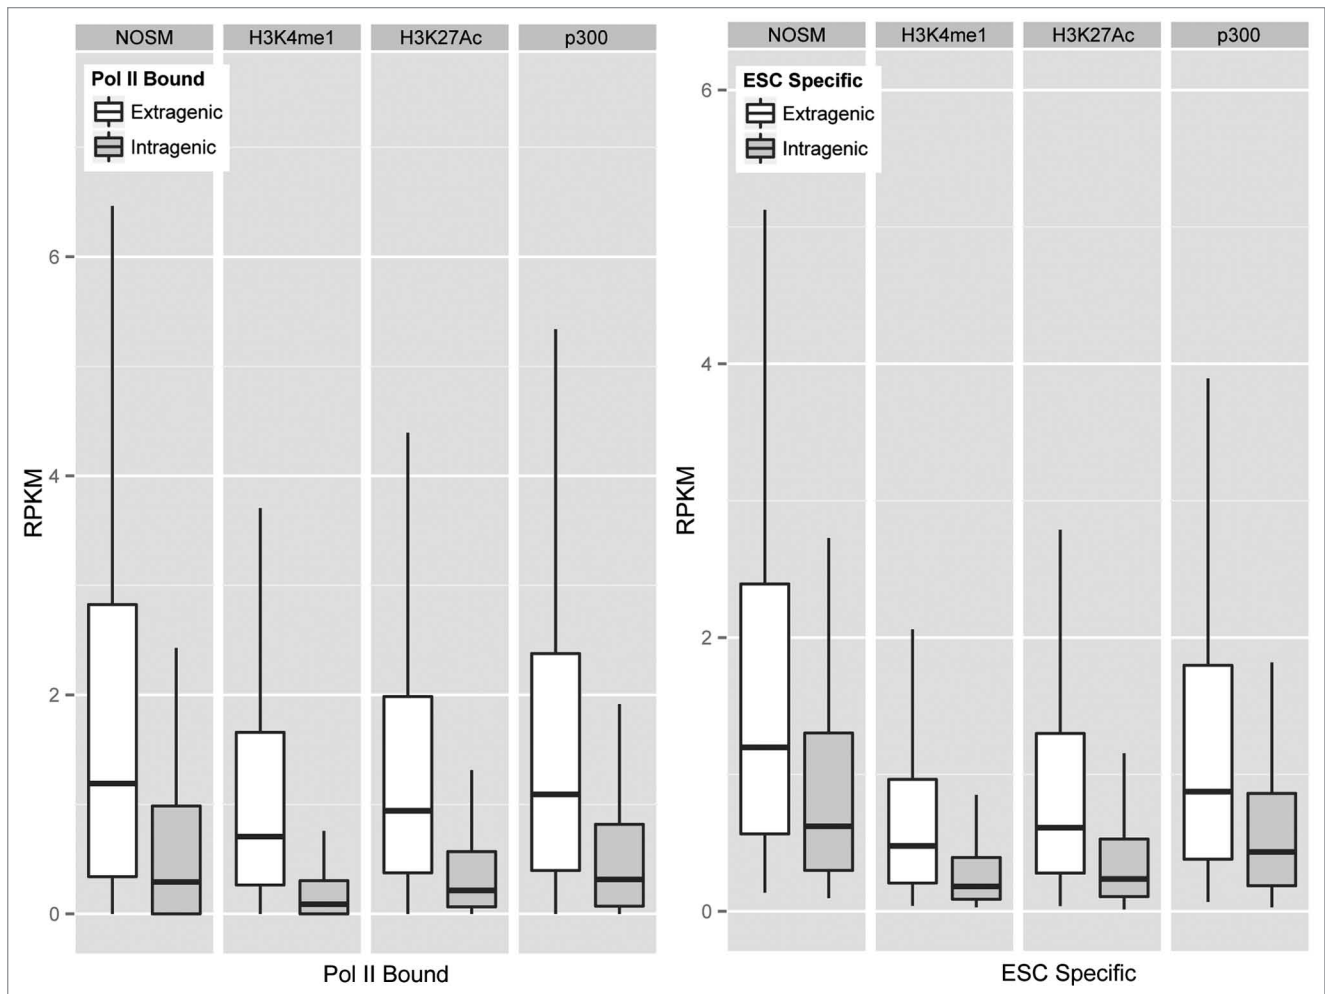 NOSM H3K4me1 H3K27Ac p300
Pol II Bound
Extragenic
Intragenic
6
4
2
0
RPKM
Pol II Bound
NOSM H3K4me1 H3K27Ac p300
ESC Specific
Extragenic
Intragenic
6
4
2
0
RPKM
ESC Specific